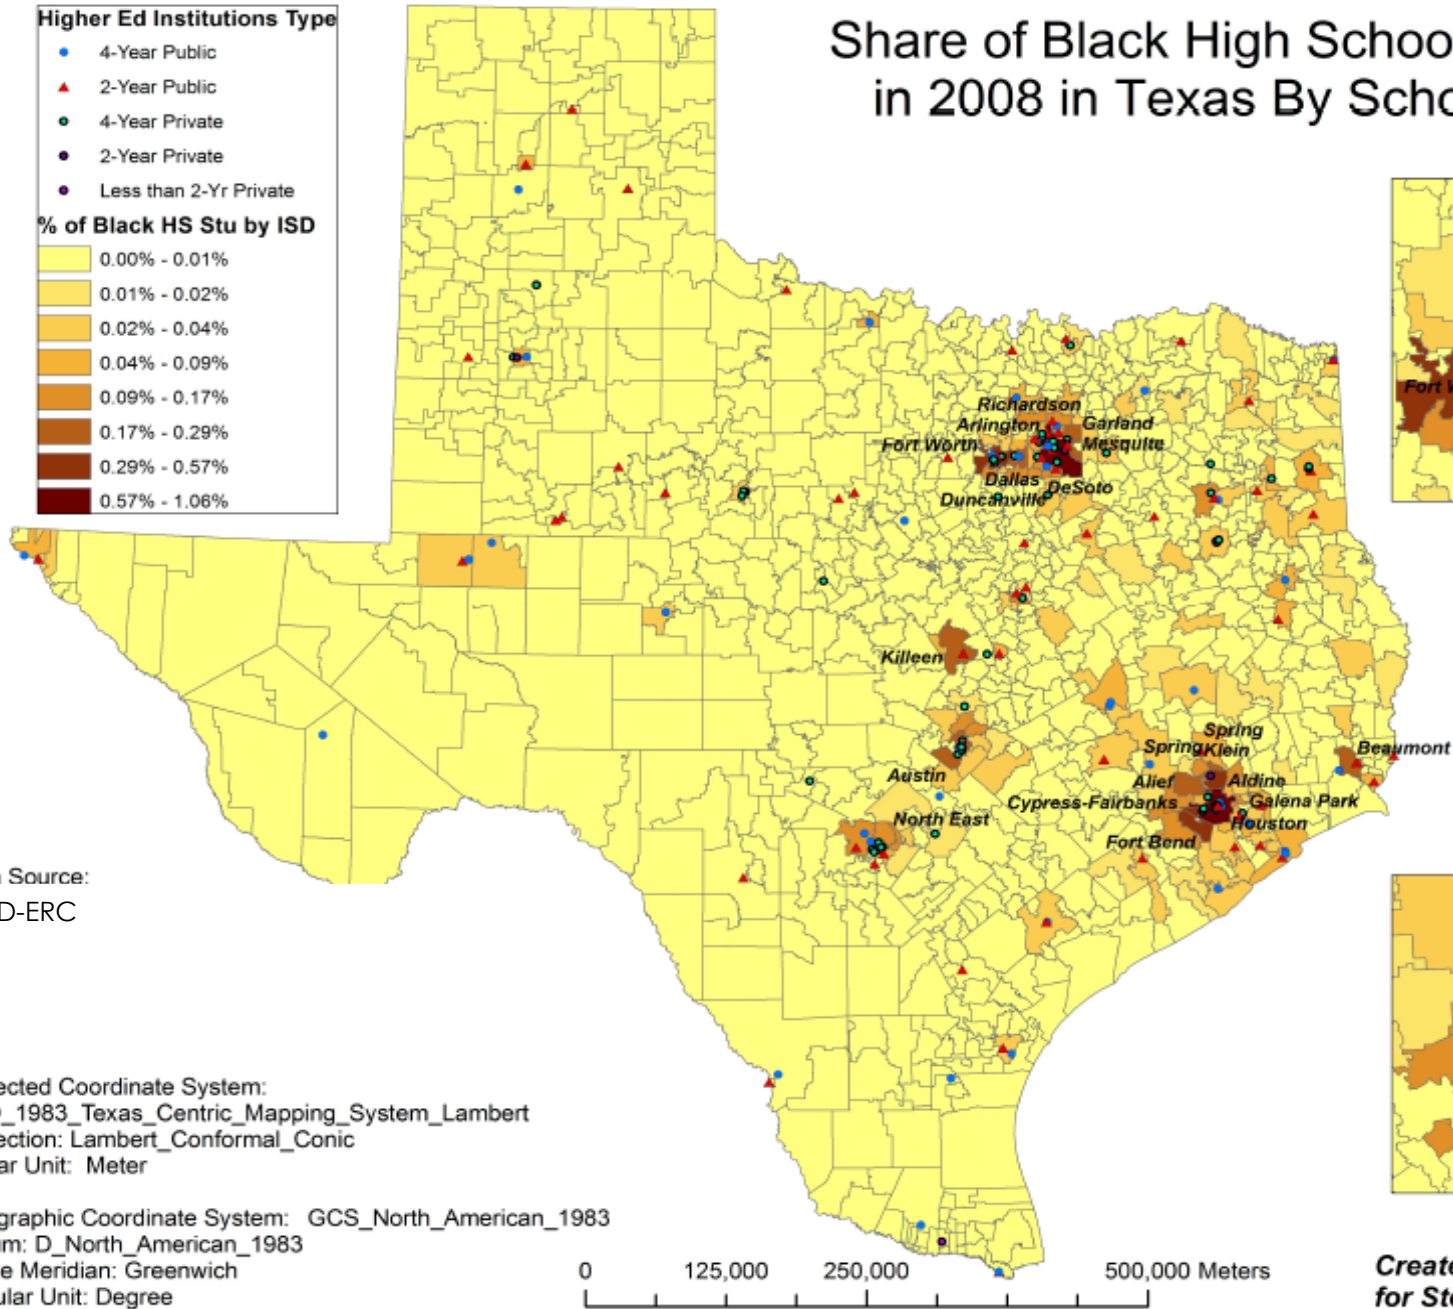 Higher Ed Institutions Type
4-Year Public
2-Year Public
4-Year Private
2-Year Private
Less than 2-Yr Private
% of Black HS Stu by ISD
0.00% - 0.01%
0.01% - 0.02%
0.02% - 0.04%
0.04% - 0.09%
0.09% - 0.17%
0.17% - 0.29%
0.29% - 0.57%
0.57% - 1.06%
Share of Black High Schoo
in 2008 in Texas By Scho
Fort W
Richardson
Arlington
Garland
Fort Worth
Mesquite
Dallas
DeSoto
Duncanville
Killeen
Spring
Spring
Klein
Beaumont
Austin
Alief
Aldine
Cypress-Fairbanks
Galena Park
North East
Houston
Fort Bend
Source:
D-ERC
ected Coordinate System:
_1983_Texas_Centric_Mapping_System_Lambert
ection: Lambert_Conformal_Conic
ar Unit: Meter
graphic Coordinate System: GCS_North_American_1983
um: D_North_American_1983
e Meridian: Greenwich
ular Unit: Degree
0 125,000 250,000 500,000 Meters
Create
for St